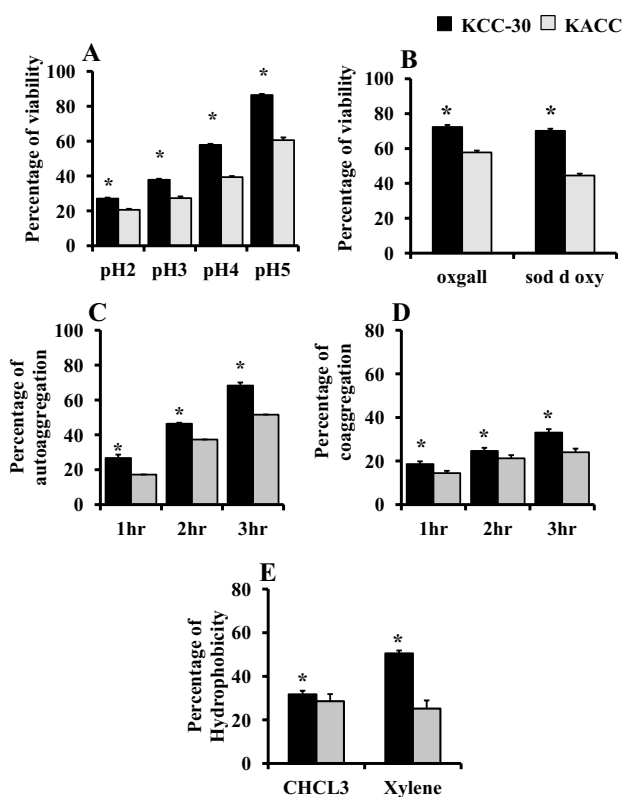 KCC-30 KACC
A
Percentage of viability
100
80
60
40
20
0
*
*
*
*
pH2 pH3 pH4 pH5
B
Percentage of viability
100
80
60
40
20
0
*
*
oxgall sod d oxy
C
Percentage of
autoaggregation
100
80
60
40
20
0
*
*
*
1hr 2hr 3hr
D
Percentage of
coaggregation
80
60
40
20
0
*
*
*
1hr 2hr 3hr
E
Percentage of
Hydrophobicity
80
60
40
20
0
*
*
CHCL3 Xylene